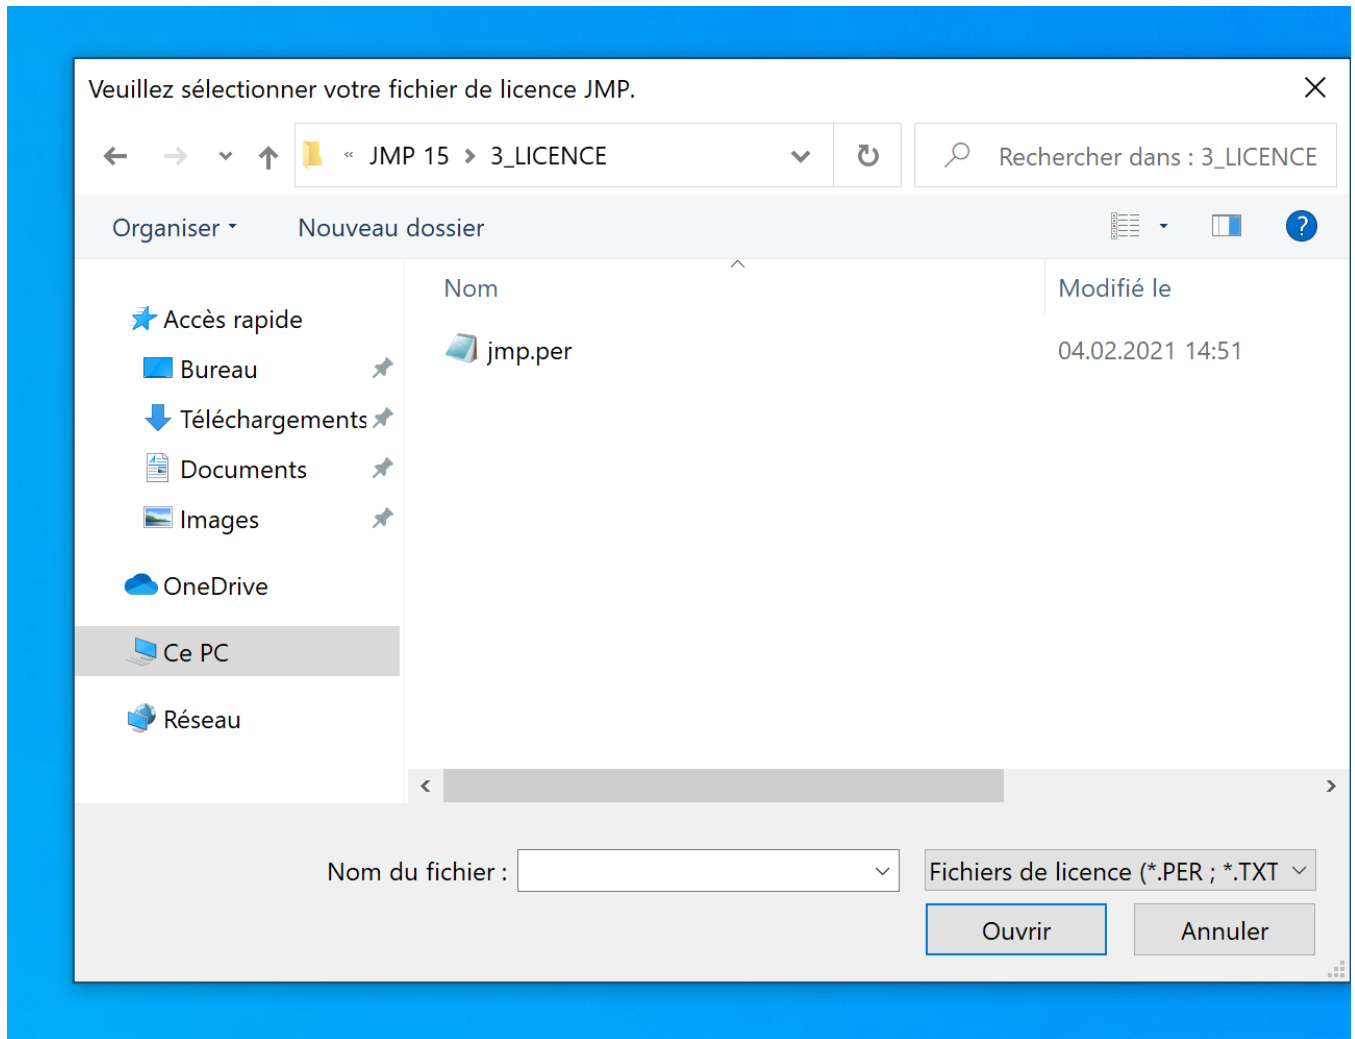 Veuillez sélectionner votre fichier de licence JMP.
« JMP 15 > 3_LICENCE
Rechercher dans : 3_LICENCE
Organiser
Nouveau dossier
?
Nom
Modifié le
Accès rapide
jmp.per
04.02.2021 14:51
Bureau
Téléchargements
Documents
Images
OneDrive
Ce PC
Réseau
Nom du fichier :
Fichiers de licence (*.PER ; *.TXT
Ouvrir
Annuler